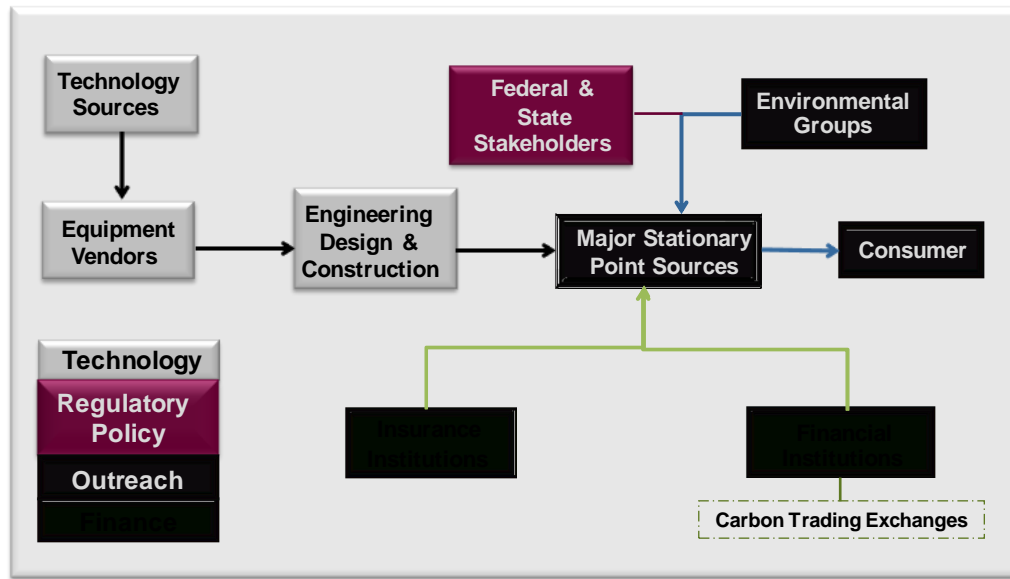 Technology
Sources
Federal &
State
Stakeholders
Environmental
Groups
Equipment
Vendors
Engineering
Design &
Construction
Major Stationary
Point Sources
Consumer
Technology
Regulatory
Policy
Outreach
Finance
Insurance
Institutions
Financial
Institutions
Carbon Trading Exchanges